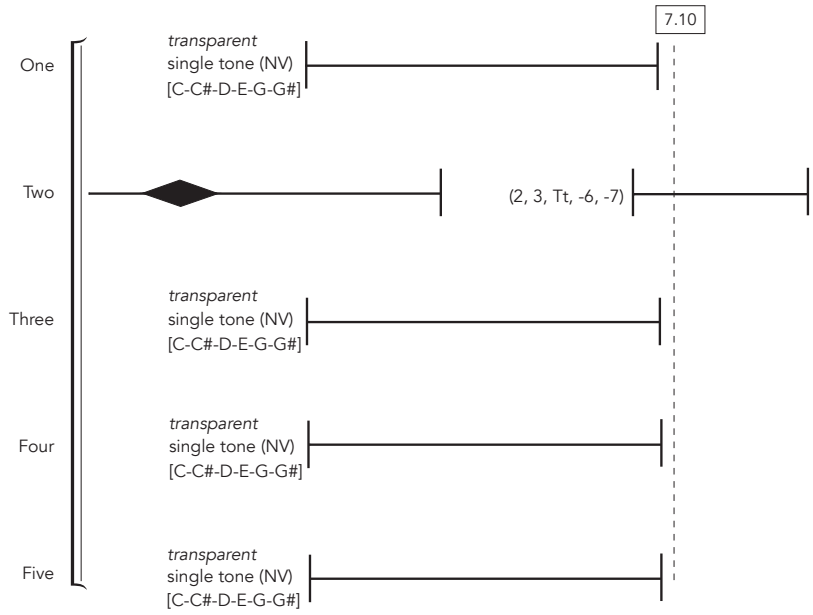 7.10
One
transparent
single tone (NV)
[C-C#-D-E-G-G#]
Two
(2, 3, Tt, -6, -7)
Three
transparent
single tone (NV)
[C-C#-D-E-G-G#]
Four
transparent
single tone (NV)
[C-C#-D-E-G-G#]
Five
transparent
single tone (NV)
[C-C#-D-E-G-G#]